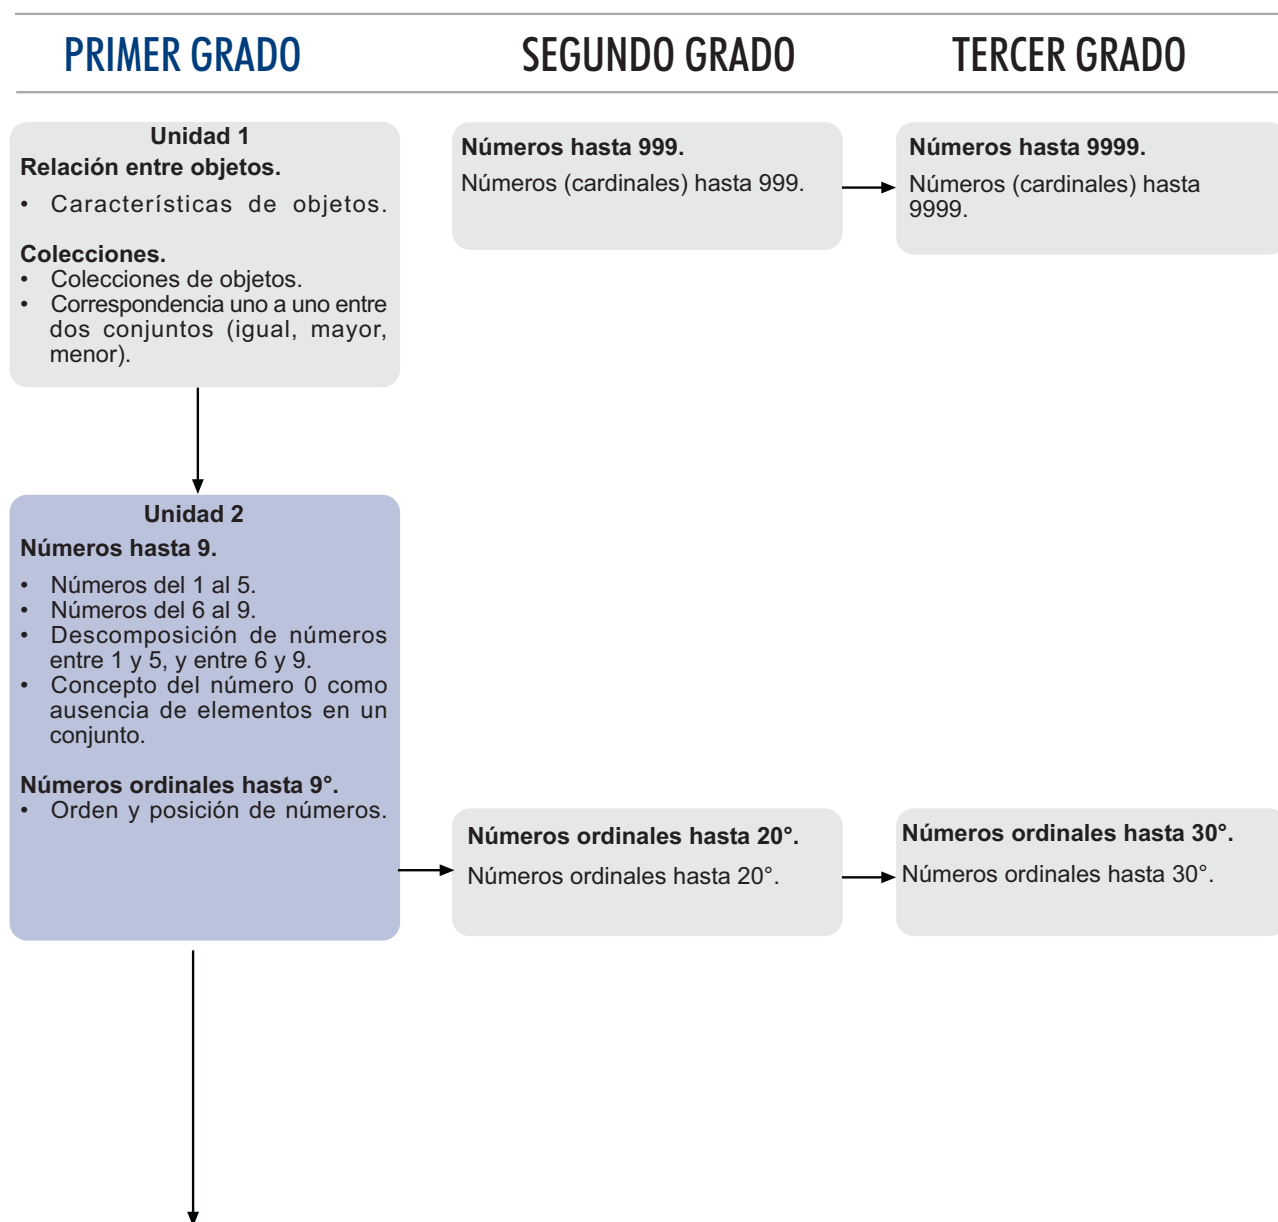 PRIMER GRADO
SEGUNDO GRADO
TERCER GRADO
Unidad 1
Relación entre objetos.
• Características de objetos.
Colecciones.
• Colecciones de objetos.
• Correspondencia uno a uno entre
dos conjuntos (igual, mayor,
menor).
Números hasta 999.
Números (cardinales) hasta 999.
Números hasta 9999.
Números (cardinales) hasta
9999.
Unidad 2
Números hasta 9.
• Números del 1 al 5.
• Números del 6 al 9.
• Descomposición de números
entre 1 y 5, y entre 6 y 9.
• Concepto del número 0 como
ausencia de elementos en un
conjunto.
Números ordinales hasta 9°.
• Orden y posición de números.
Números ordinales hasta 20°.
Números ordinales hasta 20°.
Números ordinales hasta 30°.
Números ordinales hasta 30°.